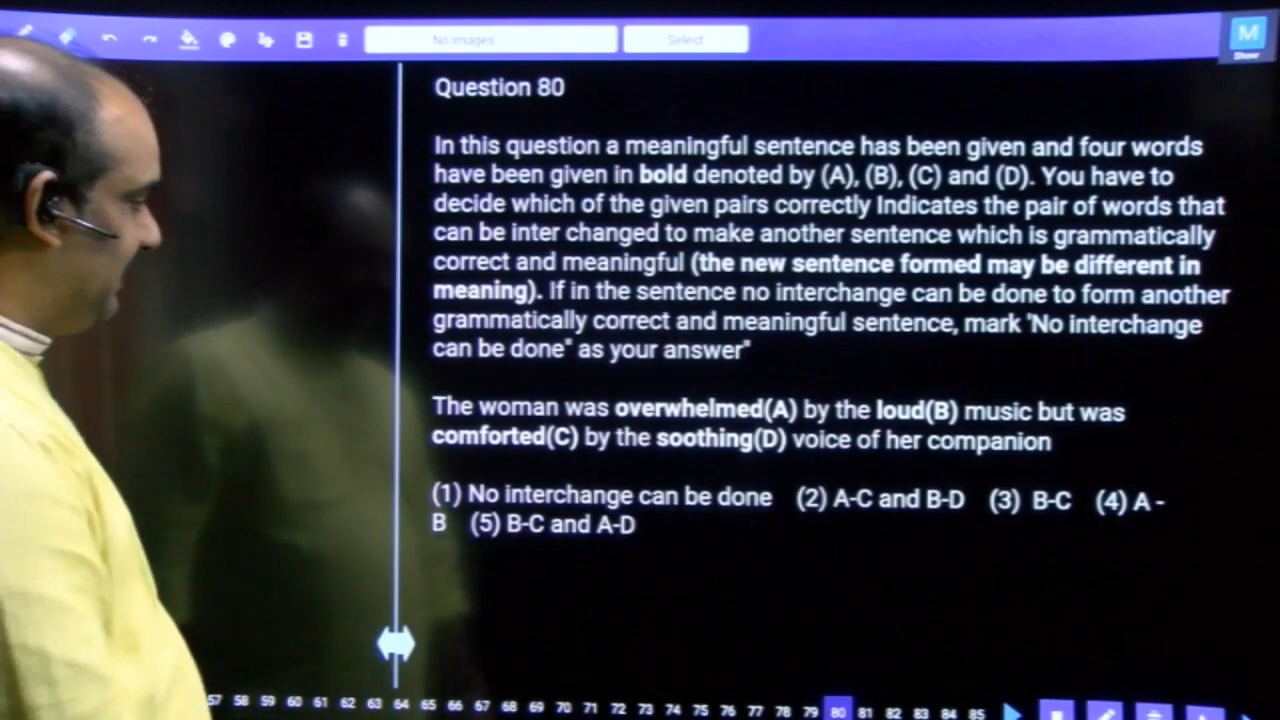 No images
Select
M
Show
Question 80
In this question a meaningful sentence has been given and four words
have been given in bold denoted by (A), (B), (C) and (D). You have to
decide which of the given pairs correctly Indicates the pair of words that
can be inter changed to make another sentence which is grammatically
correct and meaningful (the new sentence formed may be different in
meaning). If in the sentence no interchange can be done to form another
grammatically correct and meaningful sentence, mark 'No interchange
can be done" as your answer"
The woman was overwhelmed(A) by the loud(B) music but was
comforted(C) by the soothing(D) voice of her companion
(1) No interchange can be done (2) A-C and B-D (3) B-C (4) A -
B (5) B-C and A-D
57 58 59 60 61 62 63 64 65 66 67 68 69 70 71 72 73 74 75 76 77 78 79 80 81 82 83 84 85